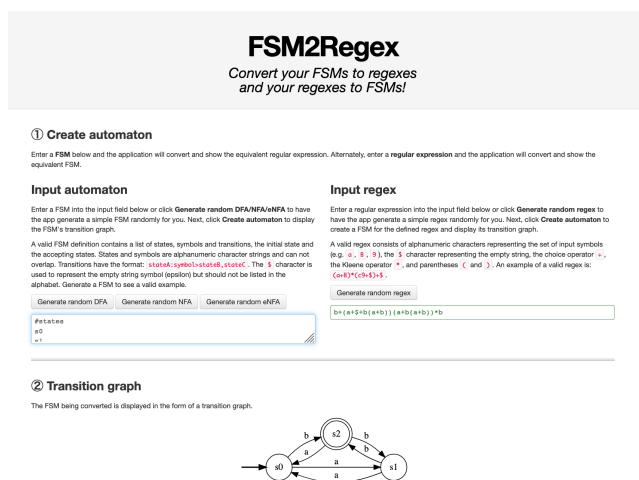 FSM2Regex
Convert your FSMs to regexes
and your regexes to FSMs!
① Create automaton
Enter a FSM below and the application will convert and show the equivalent regular expression. Alternately, enter a regular expression and the application will convert and show the
equivalent FSM.
Input automaton
Enter a FSM into the input field below or click Generate random DFA/NFA/eNFA to have
the app generate a simple FSM randomly for you. Next, click Create automaton to display
the FSM's transition graph.
A valid FSM definition contains a list of states, symbols and transitions, the initial state and
the accepting states. States and symbols are alphanumeric character strings and can not
overlap. Transitions have the format: stateA:symbol>stateB,stateC. The $ character is
used to represent the empty string symbol (epsilon) but should not be listed in the
alphabet. Generate a FSM to see a valid example.
Generate random DFA Generate random NFA Generate random eNFA
#states
s0
s1
Input regex
Enter a regular expression into the input field below or click Generate random regex to
have the app generate a simple regex randomly for you. Next, click Create automaton to
create a FSM for the defined regex and display its transition graph.
A valid regex consists of alphanumeric characters representing the set of input symbols
(e.g. a, B, 9), the $ character representing the empty string, the choice operator +,
the Kleene operator *, and parentheses ( and ). An example of a valid regex is:
(a+B)*(c9+$)+$.
Generate random regex
b+(a+$+b(a+b))(a+b(a+b))*b
② Transition graph
The FSM being converted is displayed in the form of a transition graph.
s2
b
b
a
b
s0
a
s1
a